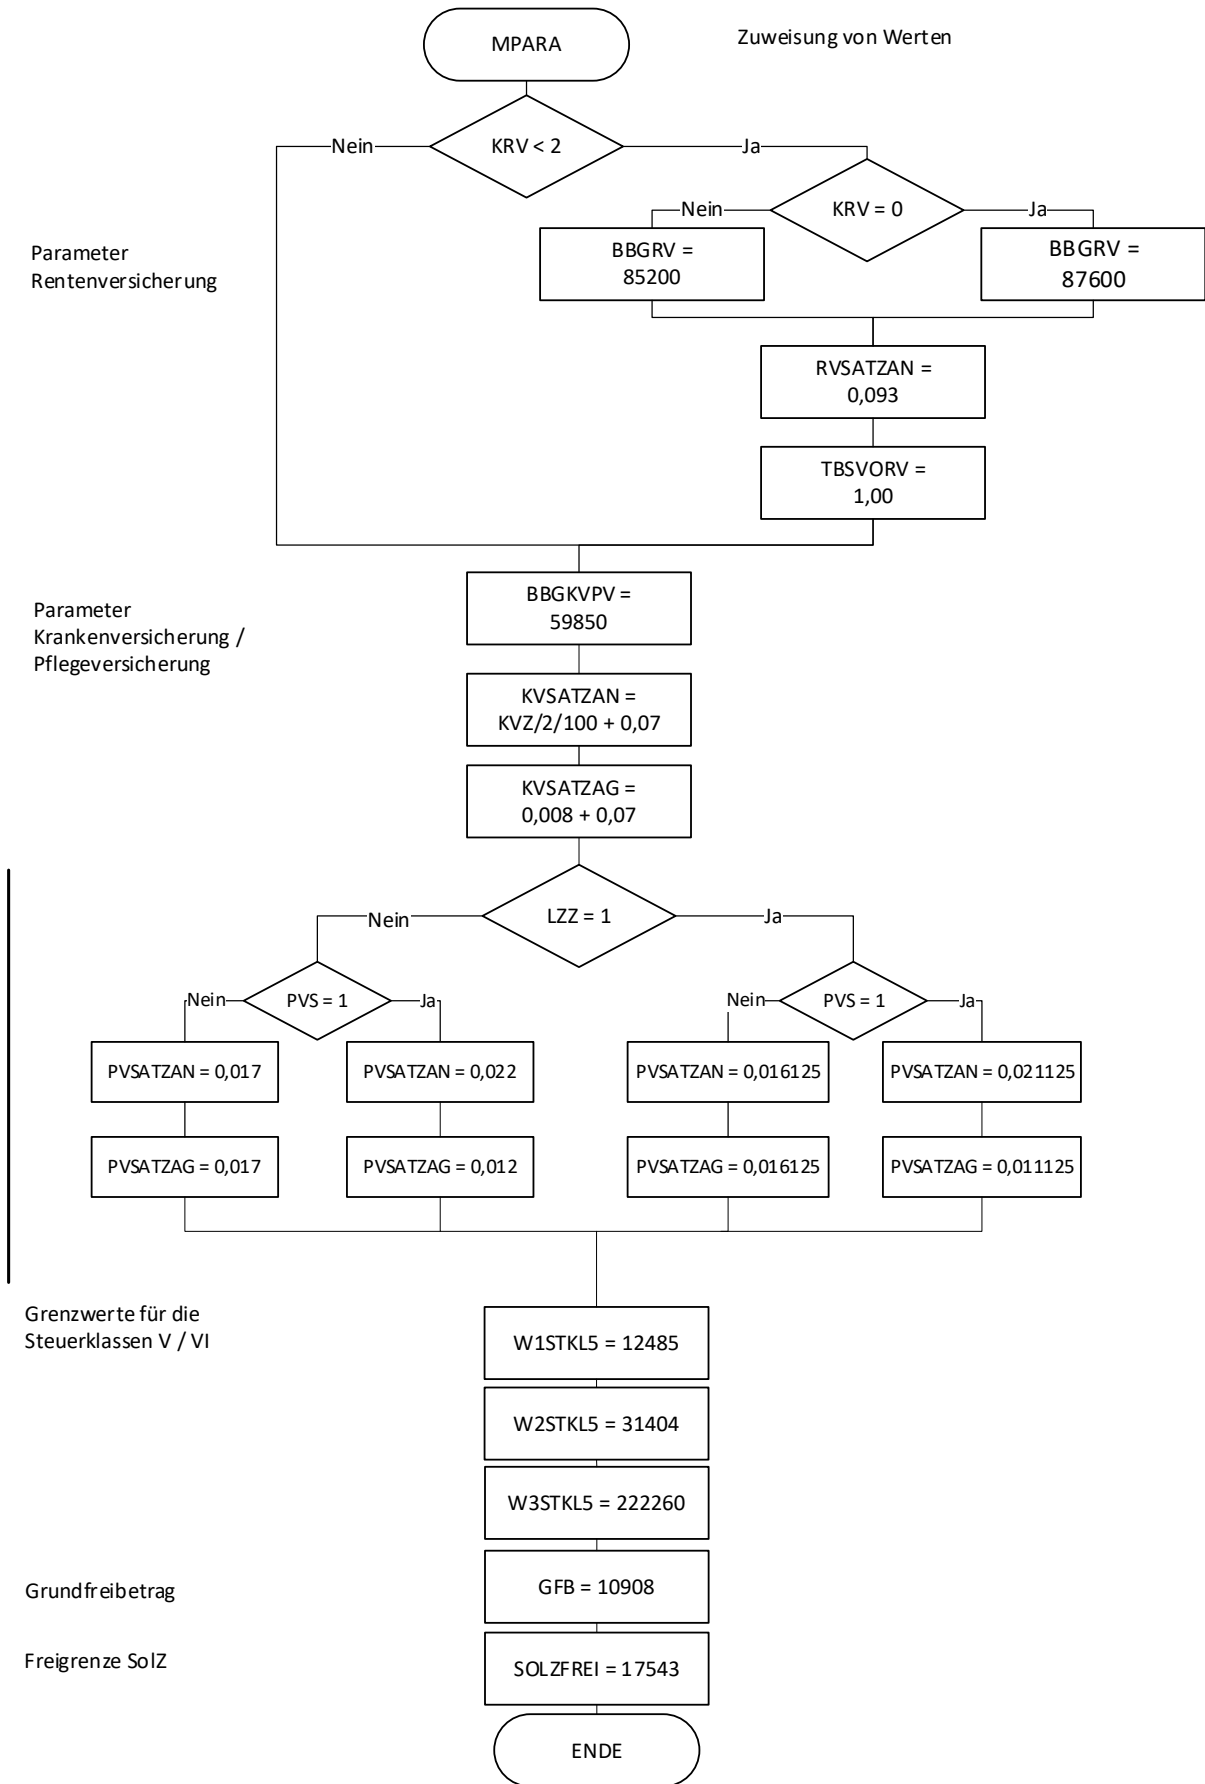 MPARA
Zuweisung von Werten
Nein
KRV < 2
Ja
Nein
KRV = 0
Ja
Parameter
Rentenversicherung
BBGRV =
85200
BBGRV =
87600
RVSATZAN =
0,093
TBSVORV =
1,00
Parameter
Krankenversicherung /
Pflegeversicherung
BBGKVPV =
59850
KVSATZAN =
KVZ/2/100 + 0,07
KVSATZAG =
0,008 + 0,07
Nein
LZZ = 1
Ja
Nein
PVS = 1
Ja
Nein
PVS = 1
Ja
PVSATZAN = 0,017
PVSATZAN = 0,022
PVSATZAN = 0,016125
PVSATZAN = 0,021125
PVSATZAG = 0,017
PVSATZAG = 0,012
PVSATZAG = 0,016125
PVSATZAG = 0,011125
Grenzwerte für die
Steuerklassen V / VI
W1STKL5 = 12485
W2STKL5 = 31404
W3STKL5 = 222260
Grundfreibetrag
GFB = 10908
Freigrenze SolZ
SOLZFREI = 17543
ENDE